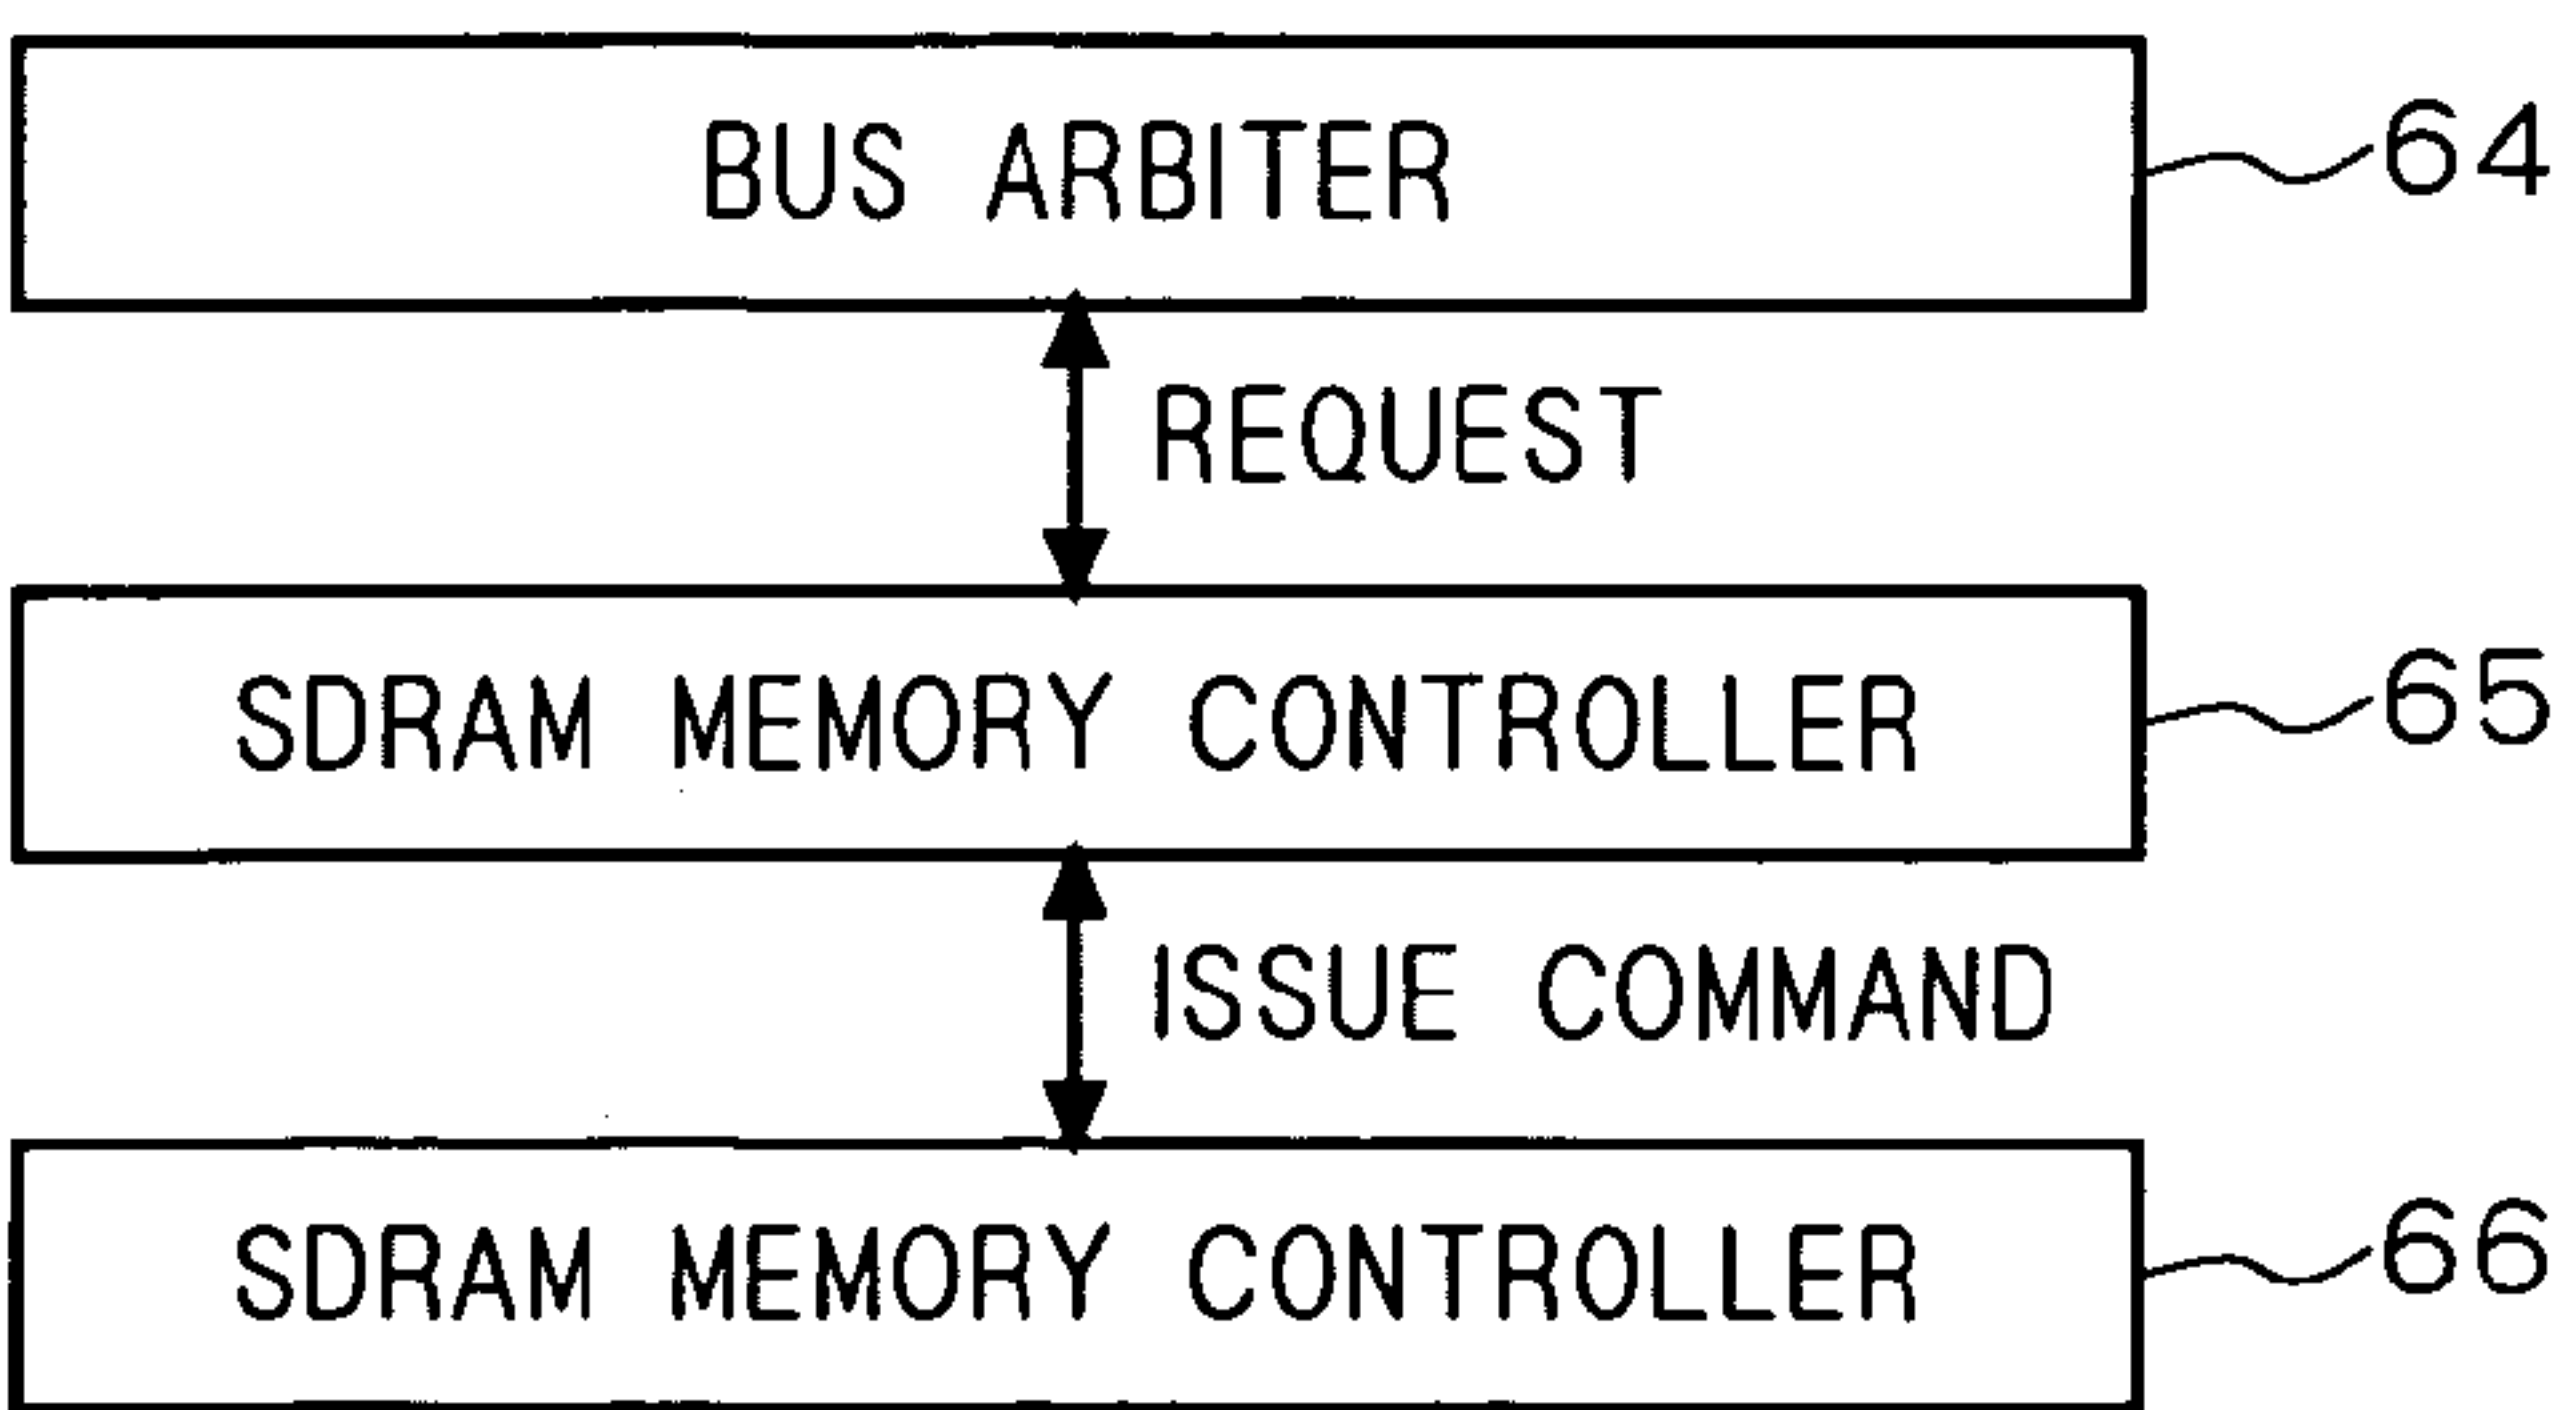 BUS ARBITER 64
REQUEST
SDRAM MEMORY CONTROLLER 65
ISSUE COMMAND
SDRAM MEMORY CONTROLLER 66